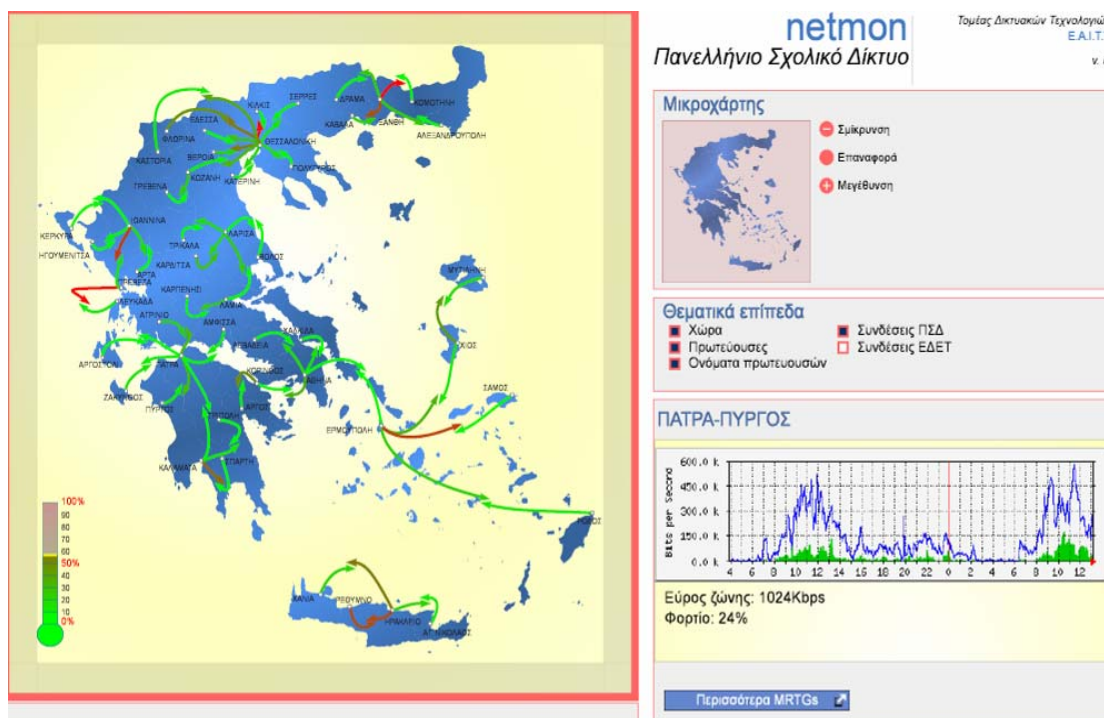 netmon
Πανελλήνιο Σχολικό Δίκτυο
Τομέας Δικτυακών Τεχνολογιών
Ε.Α.Ι.Τ.
v.
Μικροχάρτης
Σμίκρυνση
Επαναφορά
Μεγέθυνση
Θεματικά επίπεδα
Χώρα
Πρωτεύουσες
Ονόματα πρωτευουσών
Συνδέσεις ΠΣΔ
Συνδέσεις ΕΔΕΤ
ΠΑΤΡΑ-ΠΥΡΓΟΣ
600.0 k
450.0 k
300.0 k
150.0 k
0.0 k
Bits per Second
4 6 8 10 12 14 16 18 20 22 0 2 4 6 8 10 12
Εύρος ζώνης: 1024Kbps
Φορτίο: 24%
Περισσότερα MRTGs
ΣΕΡΡΕΣ
ΔΡΑΜΑ
ΚΙΛΚΙΣ
ΚΟΜΟΤΗΝΗ
ΕΔΕΣΣΑ
ΚΑΒΑΛΑ
ΞΑΝΘΗ
ΦΛΩΡΙΝΑ
ΑΛΕΞΑΝΔΡΟΥΠΟΛΗ
ΘΕΣΣΑΛΟΝΙΚΗ
ΚΑΣΤΟΡΙΑ
ΒΕΡΟΙΑ
ΠΟΛΥΓΥΡΟΣ
ΚΟΖΑΝΗ
ΚΑΤΕΡΙΝΗ
ΓΡΕΒΕΝΑ
ΙΩΑΝΝΙΝΑ
ΚΕΡΚΥΡΑ
ΛΑΡΙΣΑ
ΤΡΙΚΑΛΑ
ΗΓΟΥΜΕΝΙΤΣΑ
ΒΟΛΟΣ
ΚΑΡΔΙΤΣΑ
ΑΡΤΑ
ΠΡΕΒΕΖΑ
ΜΥΤΙΛΗΝΗ
ΚΑΡΠΕΝΗΣΙ
ΛΕΥΚΑΔΑ
ΛΑΜΙΑ
ΑΓΡΙΝΙΟ
ΑΜΦΙΣΣΑ
ΧΑΛΚΙΔΑ
ΛΕΒΑΔΕΙΑ
ΧΙΟΣ
ΑΡΓΟΣΤΟΛΙ
ΠΑΤΡΑ
ΚΟΡΙΝΘΟΣ
ΑΘΗΝΑ
ΣΑΜΟΣ
ΖΑΚΥΝΘΟΣ
ΠΥΡΓΟΣ
ΑΡΓΟΣ
ΤΡΙΠΟΛΗ
ΕΡΜΟΥΠΟΛΗ
ΚΑΛΑΜΑΤΑ
ΣΠΑΡΤΗ
ΡΟΔΟΣ
ΧΑΝΙΑ
ΡΕΘΥΜΝΟ
ΗΡΑΚΛΕΙΟ
ΑΓ.ΝΙΚΟΛΑΟΣ
100%
90
80
70
60
50%
40
30
20
10
0%